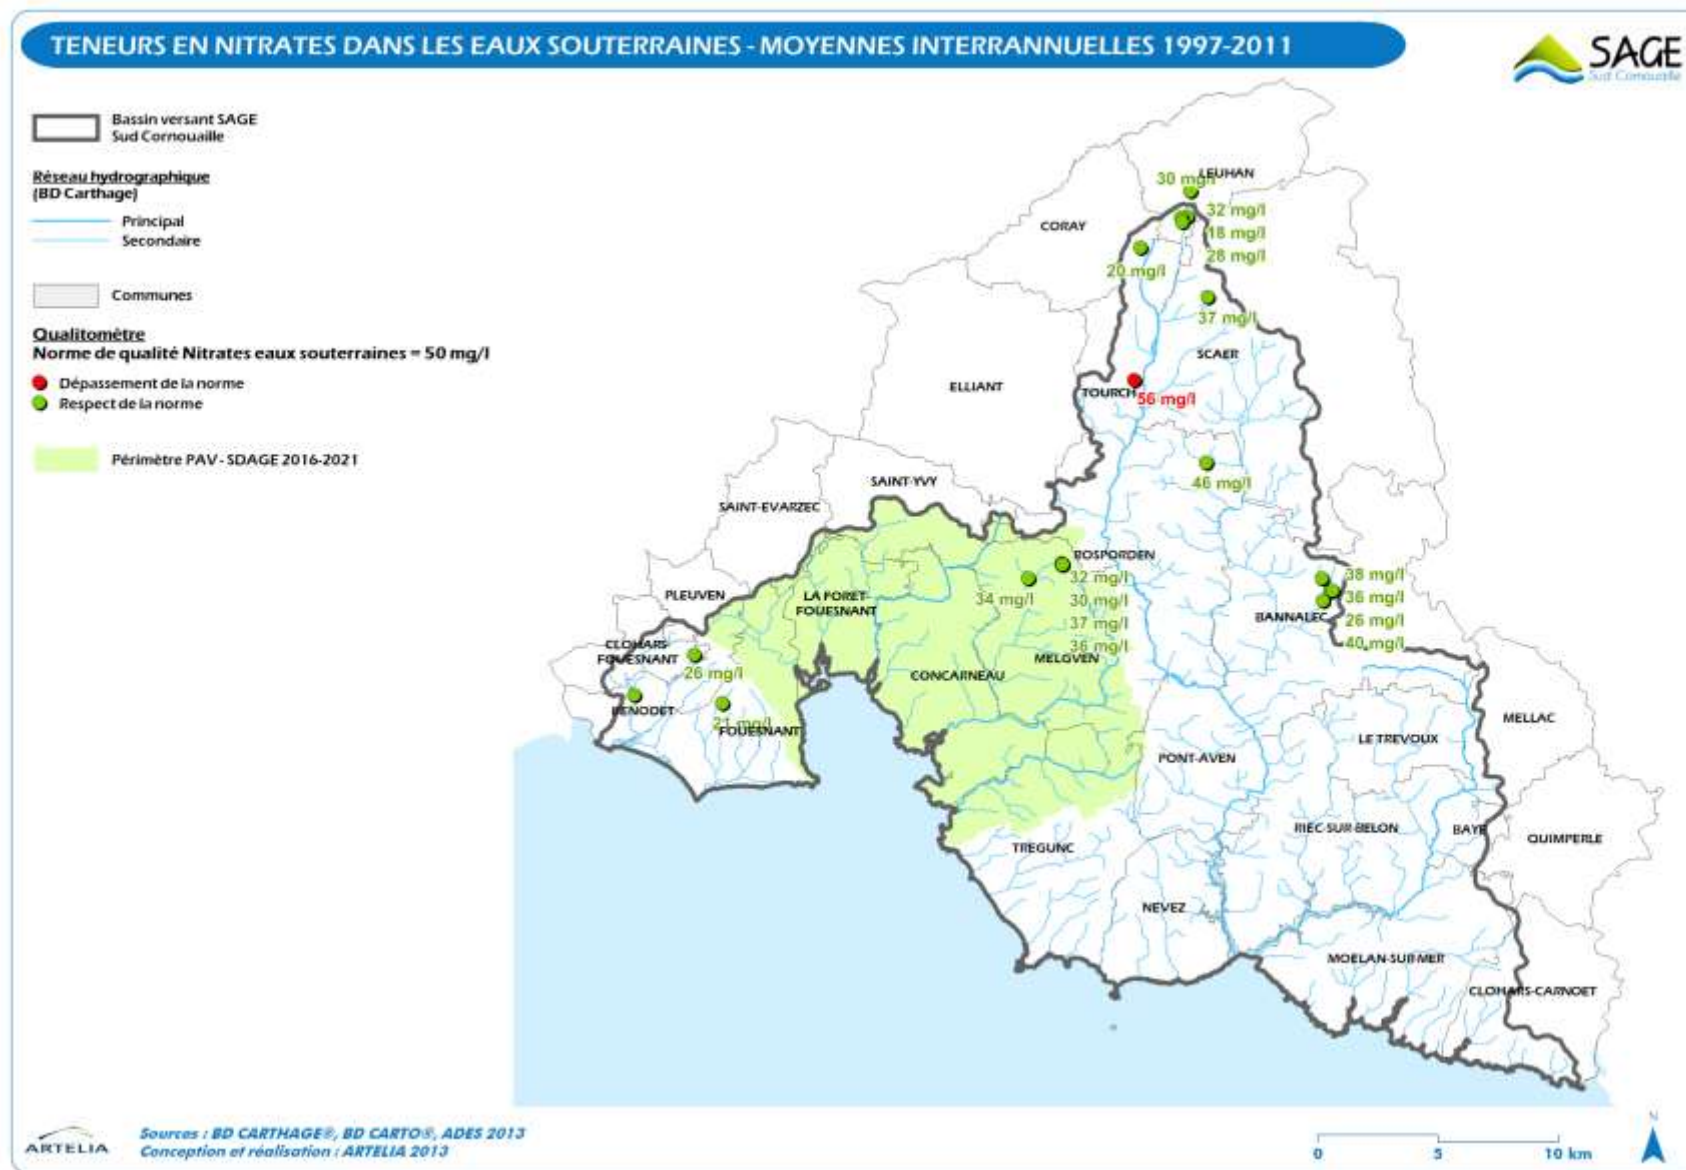 TENEURS EN NITRATES DANS LES EAUX SOUTERRAINES - MOYENNES INTERRANNUELLES 1997-2011
SAGE
Sud Cornouaille
Bassin versant SAGE
Sud Cornouaille
Réseau hydrographique
(BD Carthage)
Principal
Secondaire
Communes
Qualitomètre
Norme de qualité Nitrates eaux souterraines = 50 mg/l
Dépassement de la norme
Respect de la norme
Périmètre PAV - SDAGE 2016-2021
LEUHAN
30 mg/l
32 mg/l
18 mg/l
28 mg/l
CORAY
20 mg/l
37 mg/l
SCAER
ELLIANT
TOURCH
56 mg/l
46 mg/l
SAINT-YVY
SAINT-EVARZEC
ROSPORDEN
32 mg/l
30 mg/l
37 mg/l
36 mg/l
34 mg/l
38 mg/l
36 mg/l
26 mg/l
40 mg/l
BANNALEC
PLEUVEN
LA FORET-
FOUESNANT
CLOHARS-
FOUESNANT
26 mg/l
MELGVEN
CONCARNEAU
BENODET
21 mg/l
FOUESNANT
MELLAC
LE TREVOUX
PONT-AVEN
RIEC-SUR-BELON
BAYE
QUIMPERLE
TREGUNC
NEVEZ
MOELAN-SUR-MER
CLOHARS-CARNOET
ARTELIA
Sources : BD CARTHAGE®, BD CARTO®, ADES 2013
Conception et réalisation : ARTELIA 2013
0 5 10 km
N